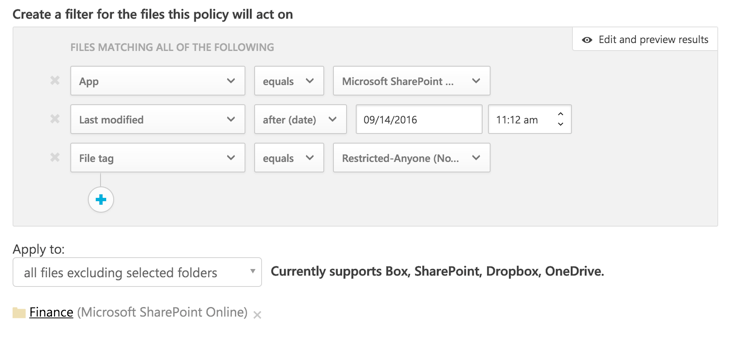 Create a filter for the files this policy will act on
Edit and preview results
FILES MATCHING ALL OF THE FOLLOWING
App equals Microsoft SharePoint ...
Last modified after (date) 09/14/2016 11:12 am
File tag equals Restricted-Anyone (No...
Apply to:
all files excluding selected folders Currently supports Box, SharePoint, Dropbox, OneDrive.
Finance (Microsoft SharePoint Online)